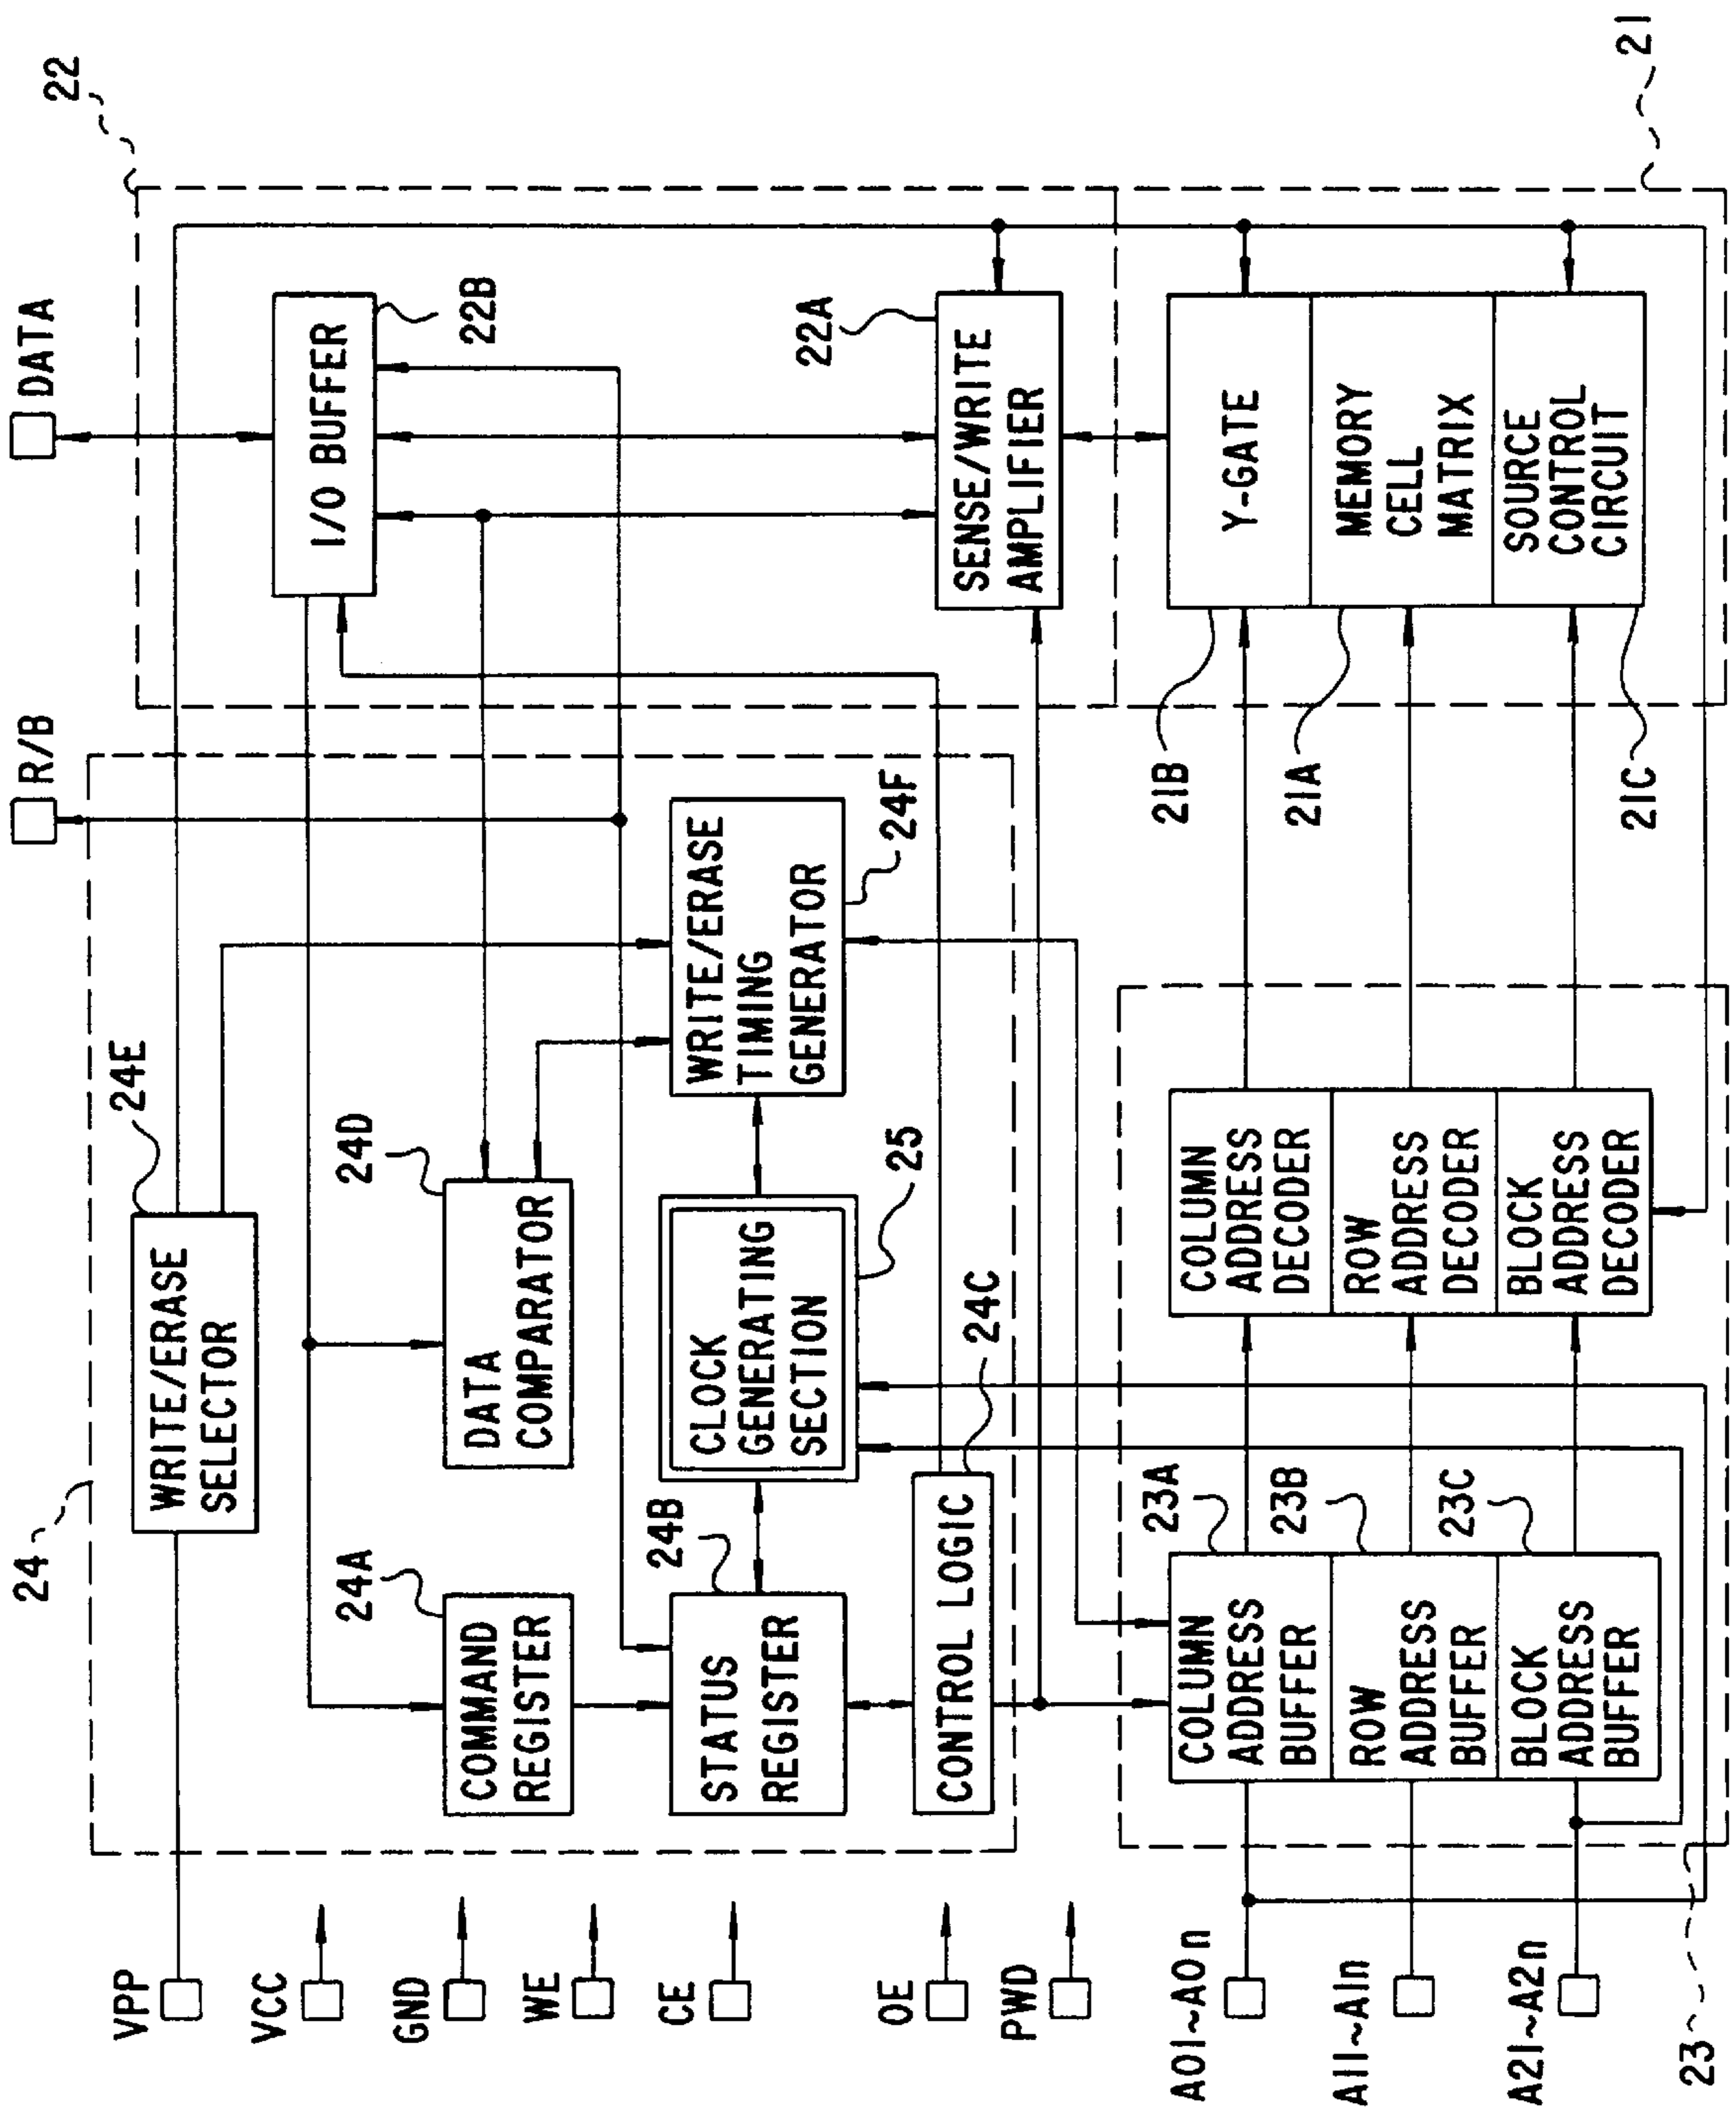 24
24E
WRITE/ERASE
SELECTOR
R/B
DATA
22
I/O BUFFER
22B
24A
COMMAND
REGISTER
24D
DATA
COMPARATOR
24B
STATUS
REGISTER
CLOCK
GENERATING
SECTION
25
WRITE/ERASE
TIMING
GENERATOR
24F
CONTROL LOGIC
24C
SENSE/WRITE
AMPLIFIER
22A
VPP
VCC
GND
WE
CE
OE
PWD
A01~A0n
A11~A1n
A21~A2n
23
COLUMN
ADDRESS
BUFFER
23A
ROW
ADDRESS
BUFFER
23B
BLOCK
ADDRESS
BUFFER
23C
COLUMN
ADDRESS
DECODER
ROW
ADDRESS
DECODER
BLOCK
ADDRESS
DECODER
21B
21A
21C
Y-GATE
MEMORY
CELL
MATRIX
SOURCE
CONTROL
CIRCUIT
21